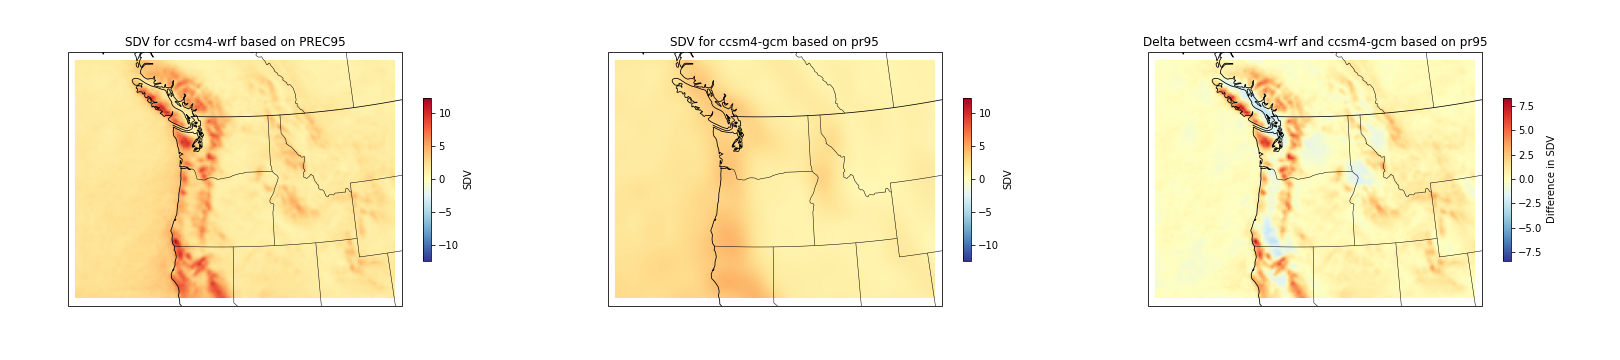 SDV for ccsm4-wrf based on PREC95
10
5
0
−5
−10
SDV
SDV for ccsm4-gcm based on pr95
10
5
0
−5
−10
SDV
Delta between ccsm4-wrf and ccsm4-gcm based on pr95
7.5
5.0
2.5
0.0
−2.5
−5.0
−7.5
Difference in SDV